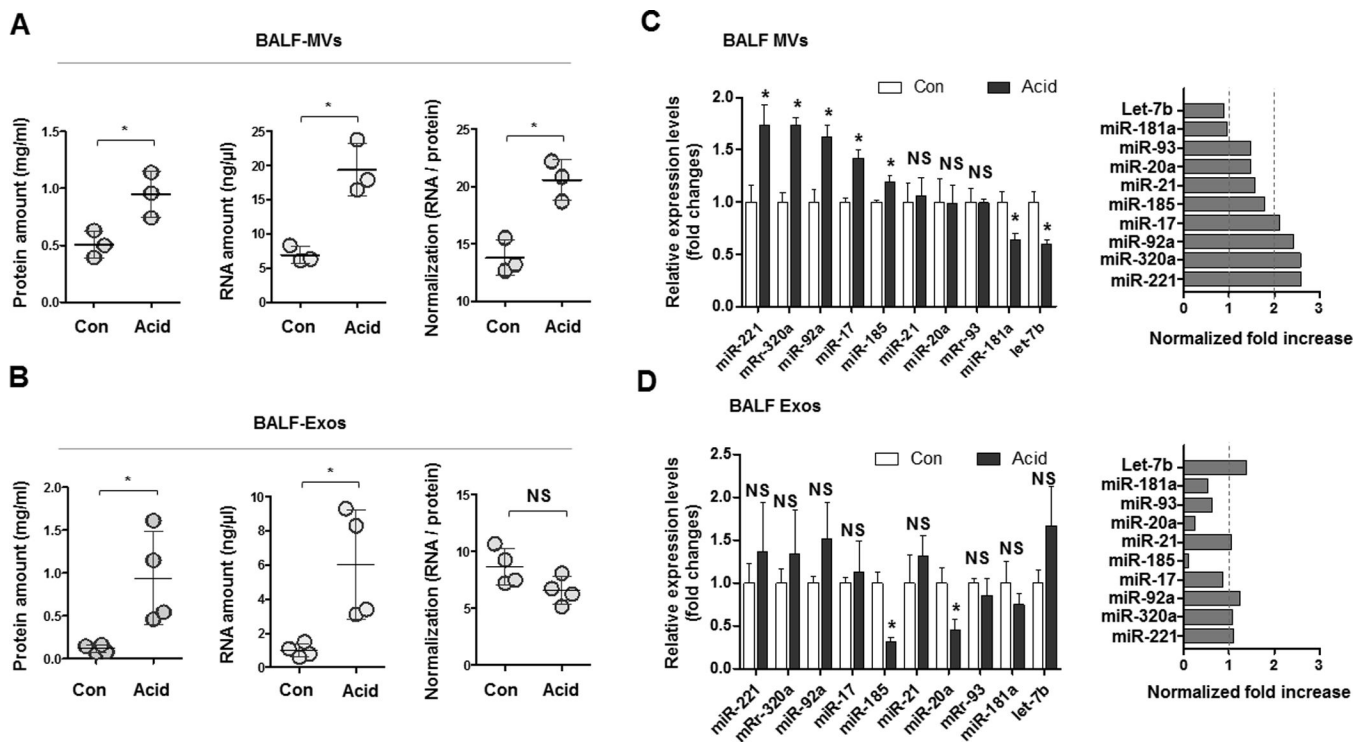 A
BALF-MVs
Protein amount (mg/ml)
1.5
1.0
0.5
0.0
*
Con
Acid
RNA amount (ng/µl)
25
20
15
10
5
0
*
Con
Acid
Normalization (RNA / protein)
25
20
15
10
*
Con
Acid
B
BALF-Exos
Protein amount (mg/ml)
2.0
1.5
1.0
0.5
0.0
*
Con
Acid
RNA amount (ng/µl)
10
8
6
4
2
0
*
Con
Acid
Normalization (RNA / protein)
15
10
5
0
NS
Con
Acid
C
BALF MVs
Con
Acid
Relative expression levels
(fold changes)
2.0
1.5
1.0
0.5
0.0
* * * * * NS NS NS * *
miR-221
mRr-320a
miR-92a
miR-17
miR-185
miR-21
miR-20a
mRr-93
miR-181a
let-7b
Let-7b
miR-181a
miR-93
miR-20a
miR-21
miR-185
miR-17
miR-92a
miR-320a
miR-221
0 1 2 3
Normalized fold increase
D
BALF Exos
Con
Acid
Relative expression levels
(fold changes)
2.5
2.0
1.5
1.0
0.5
0.0
NS NS NS NS * NS * NS NS NS
miR-221
mRr-320a
miR-92a
miR-17
miR-185
miR-21
miR-20a
mRr-93
miR-181a
let-7b
Let-7b
miR-181a
miR-93
miR-20a
miR-21
miR-185
miR-17
miR-92a
miR-320a
miR-221
0 1 2 3
Normalized fold increase